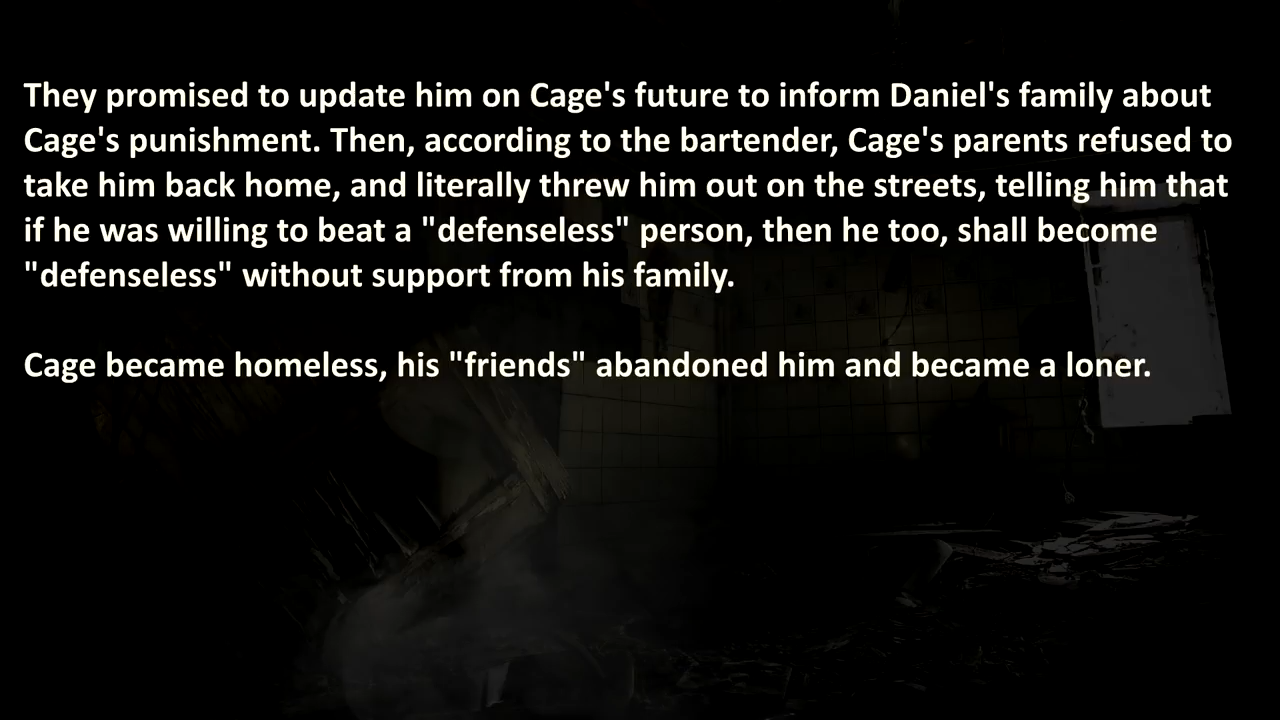 They promised to update him on Cage's future to inform Daniel's family about
Cage's punishment. Then, according to the bartender, Cage's parents refused to
take him back home, and literally threw him out on the streets, telling him that
if he was willing to beat a "defenseless" person, then he too, shall become
"defenseless" without support from his family.
Cage became homeless, his "friends" abandoned him and became a loner.